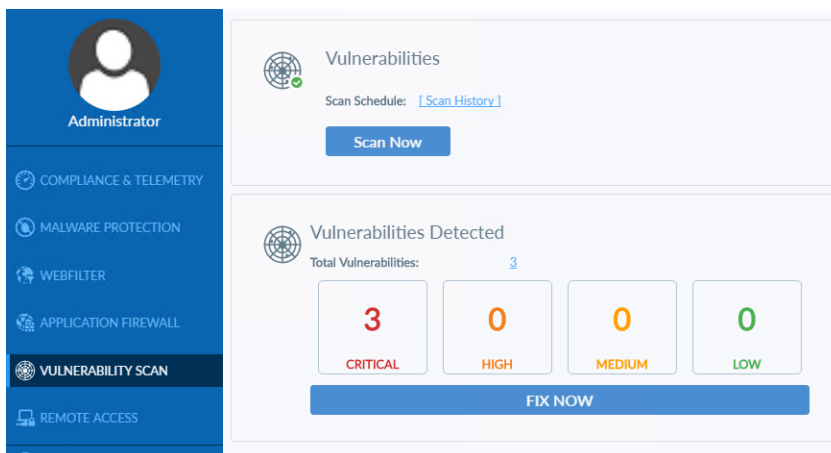 Administrator
COMPLIANCE & TELEMETRY
MALWARE PROTECTION
WEBFILTER
APPLICATION FIREWALL
VULNERABILITY SCAN
REMOTE ACCESS
Vulnerabilities
Scan Schedule: [ Scan History ]
Scan Now
Vulnerabilities Detected
Total Vulnerabilities: 3
3 0 0 0
CRITICAL HIGH MEDIUM LOW
FIX NOW